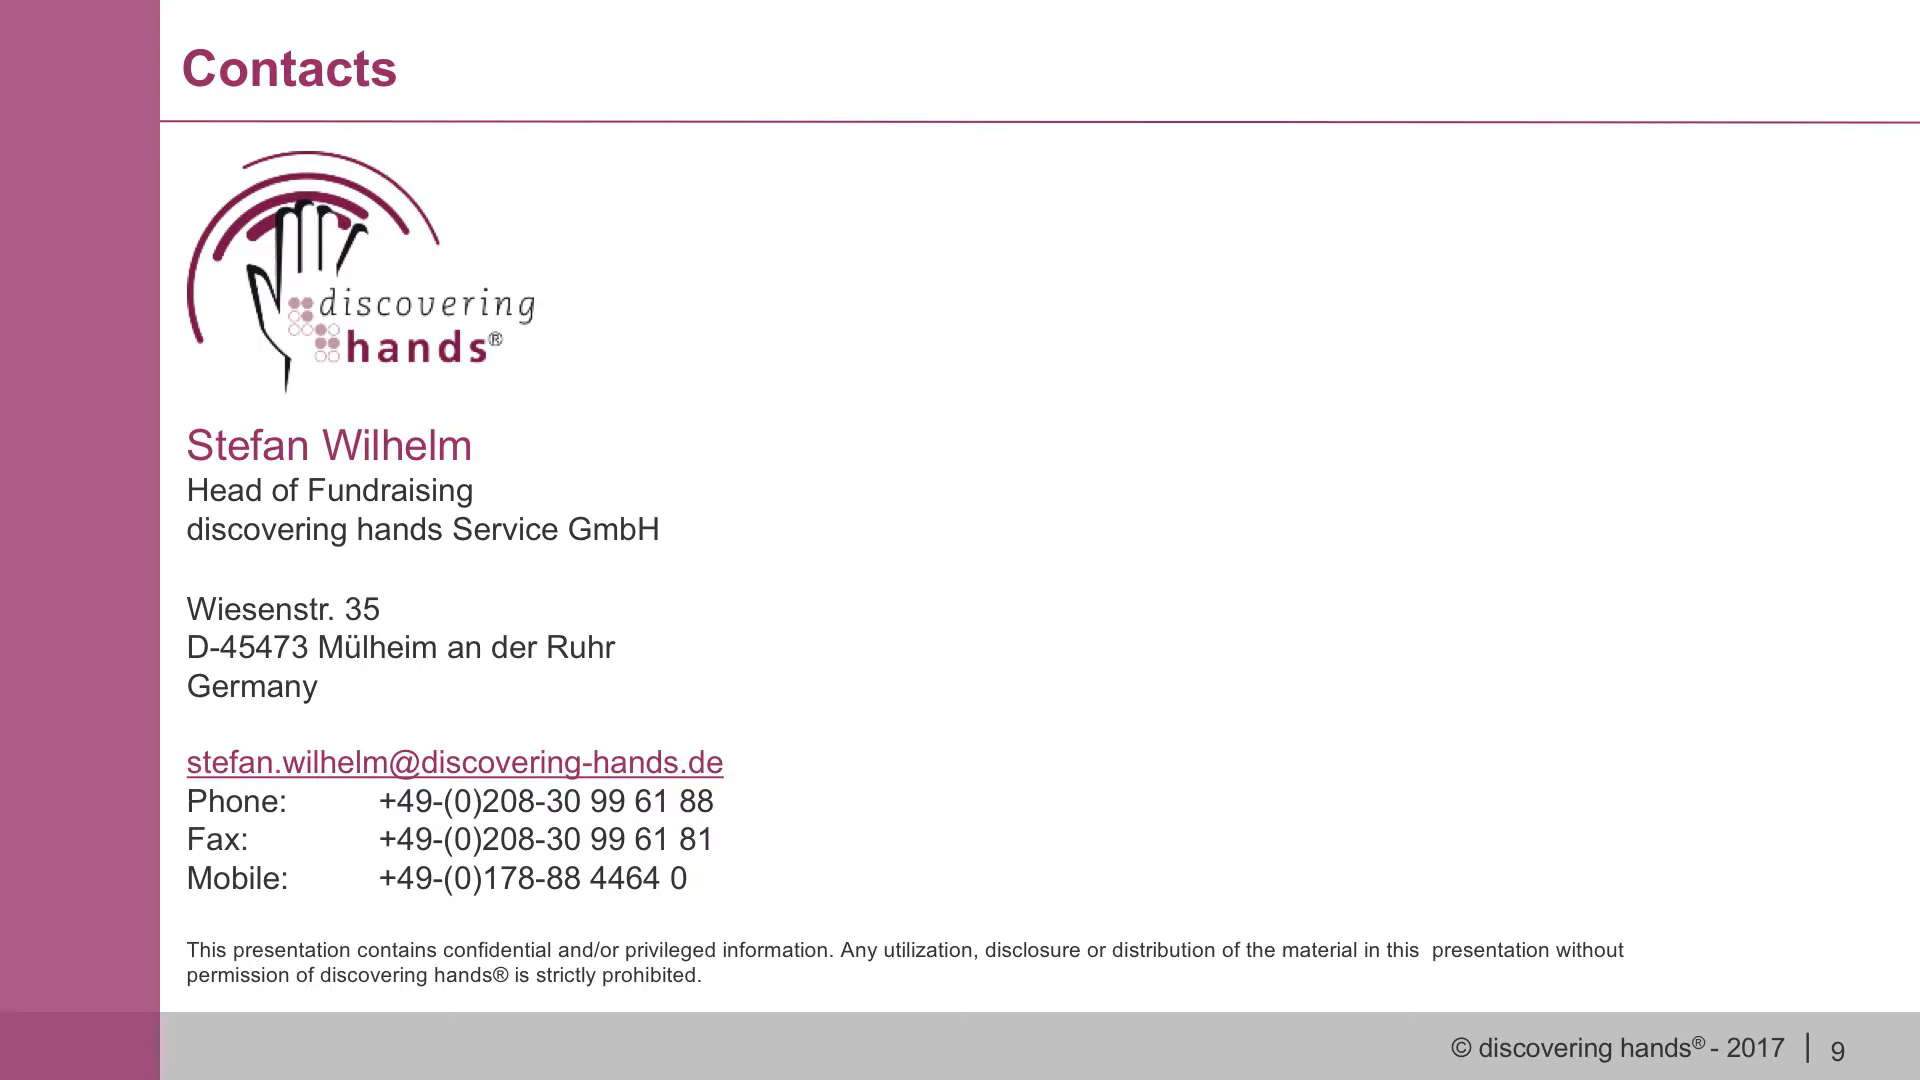 Contacts
discovering
hands®
Stefan Wilhelm
Head of Fundraising
discovering hands Service GmbH
Wiesenstr. 35
D-45473 Mülheim an der Ruhr
Germany
stefan.wilhelm@discovering-hands.de
Phone: +49-(0)208-30 99 61 88
Fax: +49-(0)208-30 99 61 81
Mobile: +49-(0)178-88 4464 0
This presentation contains confidential and/or privileged information. Any utilization, disclosure or distribution of the material in this  presentation without
permission of discovering hands® is strictly prohibited.
© discovering hands® - 2017 | 9